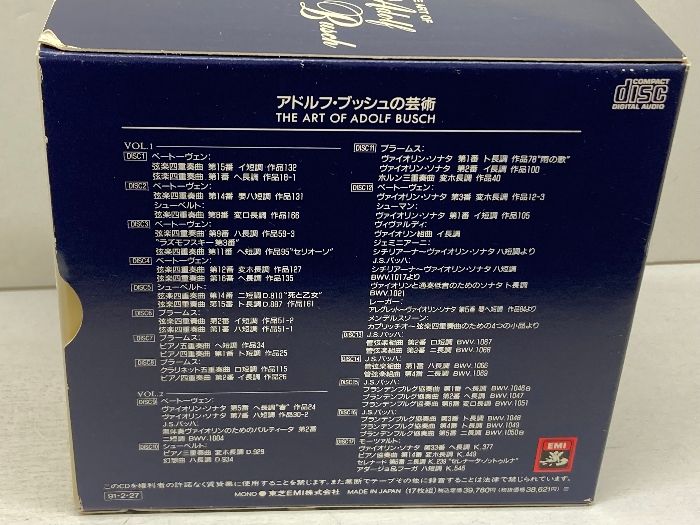 THE ART OF
Adolf
Busch
COMPACT
disc
DIGITAL AUDIO
アドルフ・ブッシュの芸術
THE ART OF ADOLF BUSCH
VOL.1
DISC1 ベートーヴェン:
弦楽四重奏曲 第15番 イ短調 作品132
弦楽四重奏曲 第1番 ヘ長調 作品18-1
DISC2 ベートーヴェン:
弦楽四重奏曲 第14番 嬰ハ短調 作品131
シューベルト:
弦楽四重奏曲 第8番 変ロ長調 作品168
DISC3 ベートーヴェン:
弦楽四重奏曲 第9番 ハ長調 作品59-3
"ラズモフスキー第3番"
弦楽四重奏曲 第11番 ヘ短調 作品95"セリオーソ"
DISC4 ベートーヴェン:
弦楽四重奏曲 第12番 変ホ長調 作品127
弦楽四重奏曲 第16番 ヘ長調 作品135
DISC5 シューベルト:
弦楽四重奏曲 第14番 ニ短調 D.810"死と乙女"
弦楽四重奏曲 第15番 ト長調 D.887 作品161
DISC6 ブラームス:
弦楽四重奏曲 第2番 イ短調 作品51-2
弦楽四重奏曲 第1番 ハ短調 作品51-1
DISC7 ブラームス:
ピアノ五重奏曲 ヘ短調 作品34
ピアノ四重奏曲 第1番 ト短調 作品25
DISC8 ブラームス:
クラリネット五重奏曲 ロ短調 作品115
ピアノ四重奏曲 第2番 イ長調 作品26
VOL.2
DISC9 ベートーヴェン:
ヴァイオリン・ソナタ 第5番 ヘ長調"春" 作品24
ヴァイオリン・ソナタ 第7番 ハ短調 作品30-2
J.S.バッハ:
無伴奏ヴァイオリンのためのパルティータ 第2番
ニ短調 BWV.1004
DISC10 シューベルト:
ピアノ三重奏曲 変ホ長調 D.929
幻想曲 ハ長調 D.934
DISC11 ブラームス:
ヴァイオリン・ソナタ 第1番 ト長調 作品78"雨の歌"
ヴァイオリン・ソナタ 第2番 イ長調 作品100
ホルン三重奏曲 変ホ長調 作品40
DISC12 ベートーヴェン:
ヴァイオリン・ソナタ 第3番 変ホ長調 作品12-3
シューマン:
ヴァイオリン・ソナタ 第1番 イ短調 作品105
ヴィヴァルディ:
ヴァイオリン組曲 イ長調
ジェミニアーニ:
シチリアーナーヴァイオリン・ソナタ ハ短調より
J.S.バッハ:
シチリアーナーヴァイオリン・ソナタ ハ短調
BWV.1017より
ヴァイオリンと通奏低音のためのソナタ ト長調
BWV.1021
レーガー:
アレグレットーヴァイオリン・ソナタ 第5番 嬰ヘ短調 作品84より
メンデルスゾーン:
カプリッチオー弦楽四重奏曲のための4つの小品より
DISC13 J.S.バッハ:
管弦楽組曲 第2番 ロ短調 BWV.1067
管弦楽組曲 第3番 ニ長調 BWV.1068
DISC14 J.S.バッハ:
管弦楽組曲 第1番 ハ長調 BWV.1066
管弦楽組曲 第4番 ニ長調 BWV.1069
DISC15 J.S.バッハ:
ブランデンブルグ協奏曲 第1番 ヘ長調 BWV.1046
ブランデンブルグ協奏曲 第2番 ヘ長調 BWV.1047
ブランデンブルグ協奏曲 第6番 変ロ長調 BWV.1051
DISC16 J.S.バッハ:
ブランデンブルグ協奏曲 第3番 ト長調 BWV.1048
ブランデンブルグ協奏曲 第4番 ト長調 BWV.1049
ブランデンブルグ協奏曲 第5番 ニ長調 BWV.1050
DISC17 モーツァルト:
ヴァイオリン・ソナタ 第33番 ヘ長調 K.377
ピアノ協奏曲 第14番 変ホ長調 K.449
セレナード 第6番 ニ長調 K.239"セレナータ・ノットゥルナ"
アダージョ&フーガ ハ短調 K.546
EMI
このCDを権利者の許諾なく賃貸業に使用することを禁じます。また無断でテープその他に録音することは法律で禁じられています。
91-2-27
MONO 東芝EMI株式会社 MADE IN JAPAN (17枚組)税込定価39,780円(税抜価格38,621円)